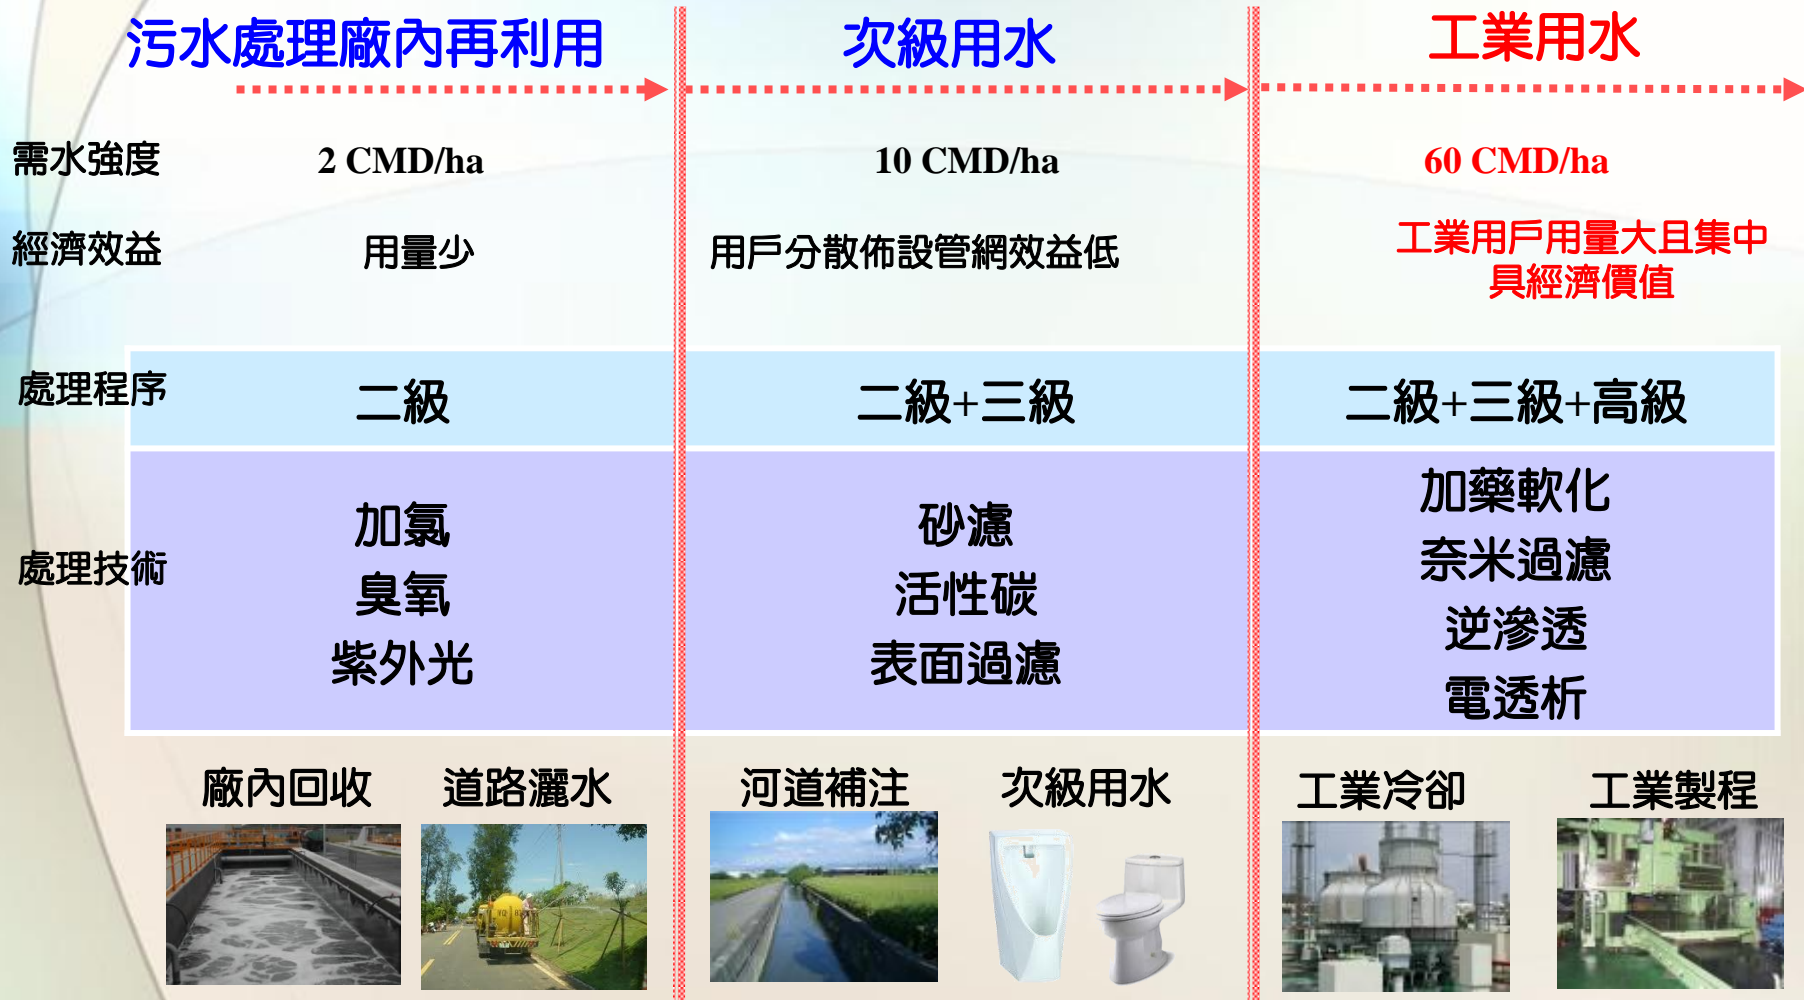 污水處理廠內再利用
次級用水
工業用水
需水強度
2 CMD/ha
10 CMD/ha
60 CMD/ha
經濟效益
用量少
用戶分散佈設管網效益低
工業用戶用量大且集中
具經濟價值
處理程序
二級
二級+三級
二級+三級+高級
處理技術
加氯
臭氧
紫外光
砂濾
活性碳
表面過濾
加藥軟化
奈米過濾
逆滲透
電透析
廠內回收
道路灑水
河道補注
次級用水
工業冷卻
工業製程